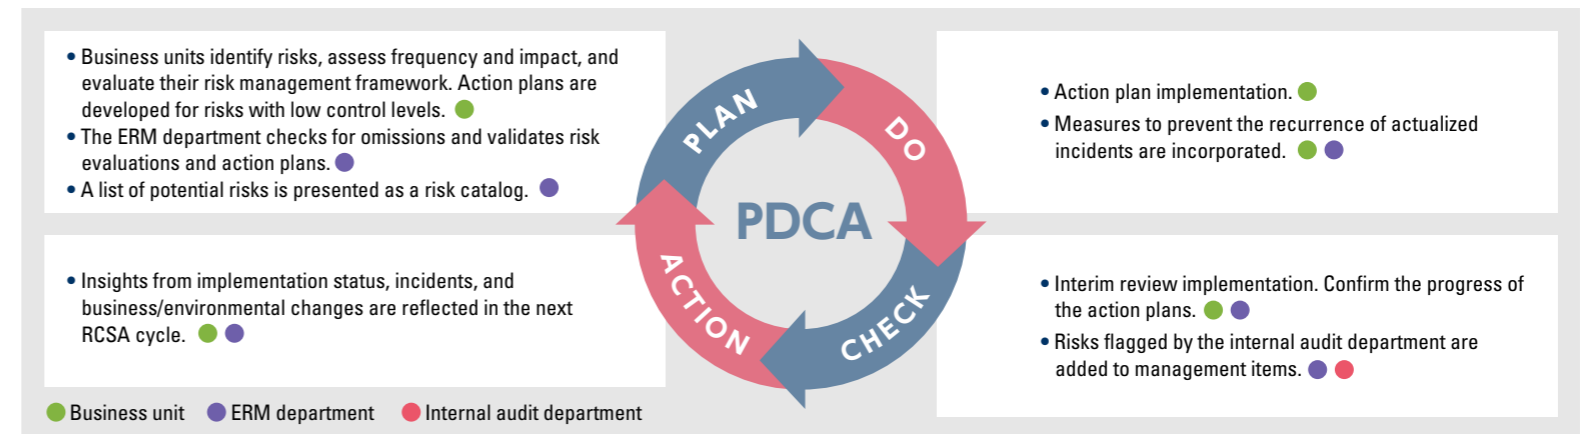 • Business units identify risks, assess frequency and impact, and
evaluate their risk management framework. Action plans are
developed for risks with low control levels.
• The ERM department checks for omissions and validates risk
evaluations and action plans.
• A list of potential risks is presented as a risk catalog.
PLAN
DO
• Action plan implementation.
• Measures to prevent the recurrence of actualized
incidents are incorporated.
PDCA
• Insights from implementation status, incidents, and
business/environmental changes are reflected in the next
RCSA cycle.
ACTION
CHECK
• Interim review implementation. Confirm the progress of
the action plans.
• Risks flagged by the internal audit department are
added to management items.
Business unit ERM department Internal audit department